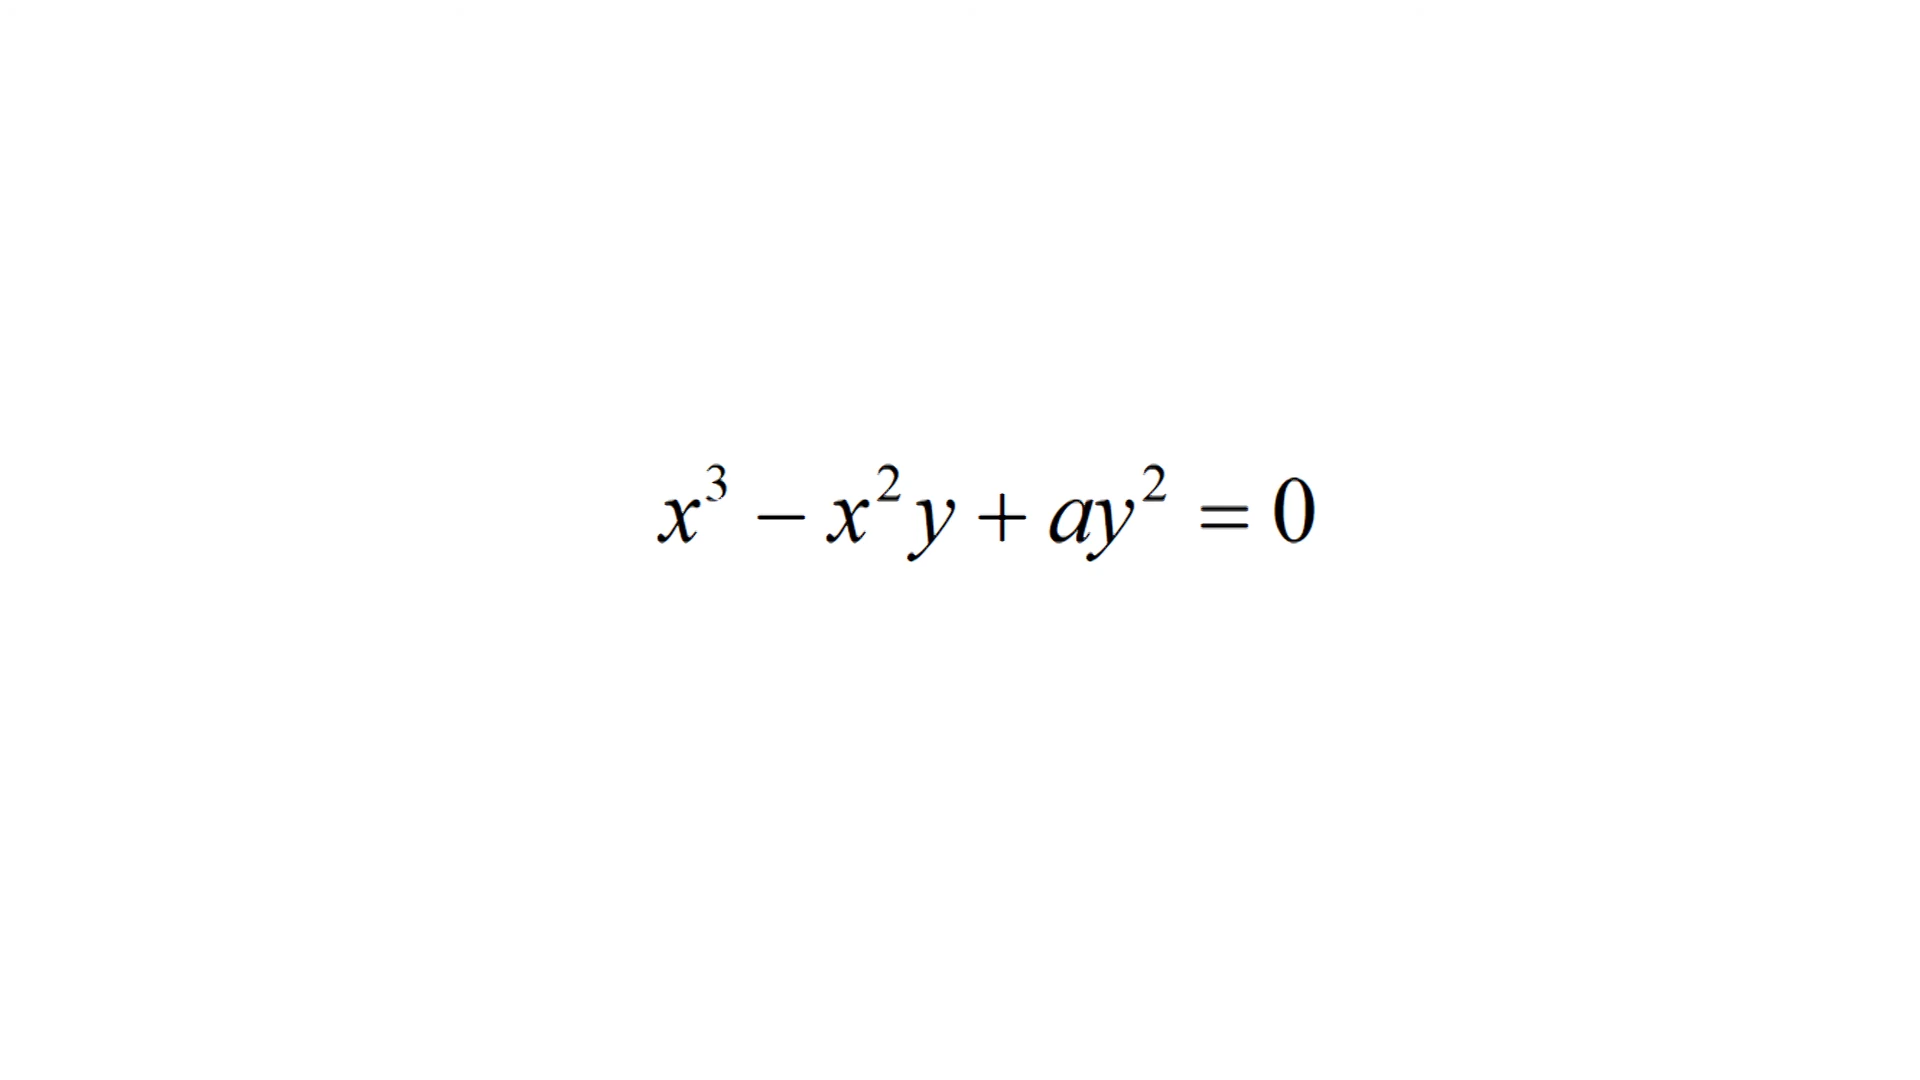 x³ − x²y + ay² = 0